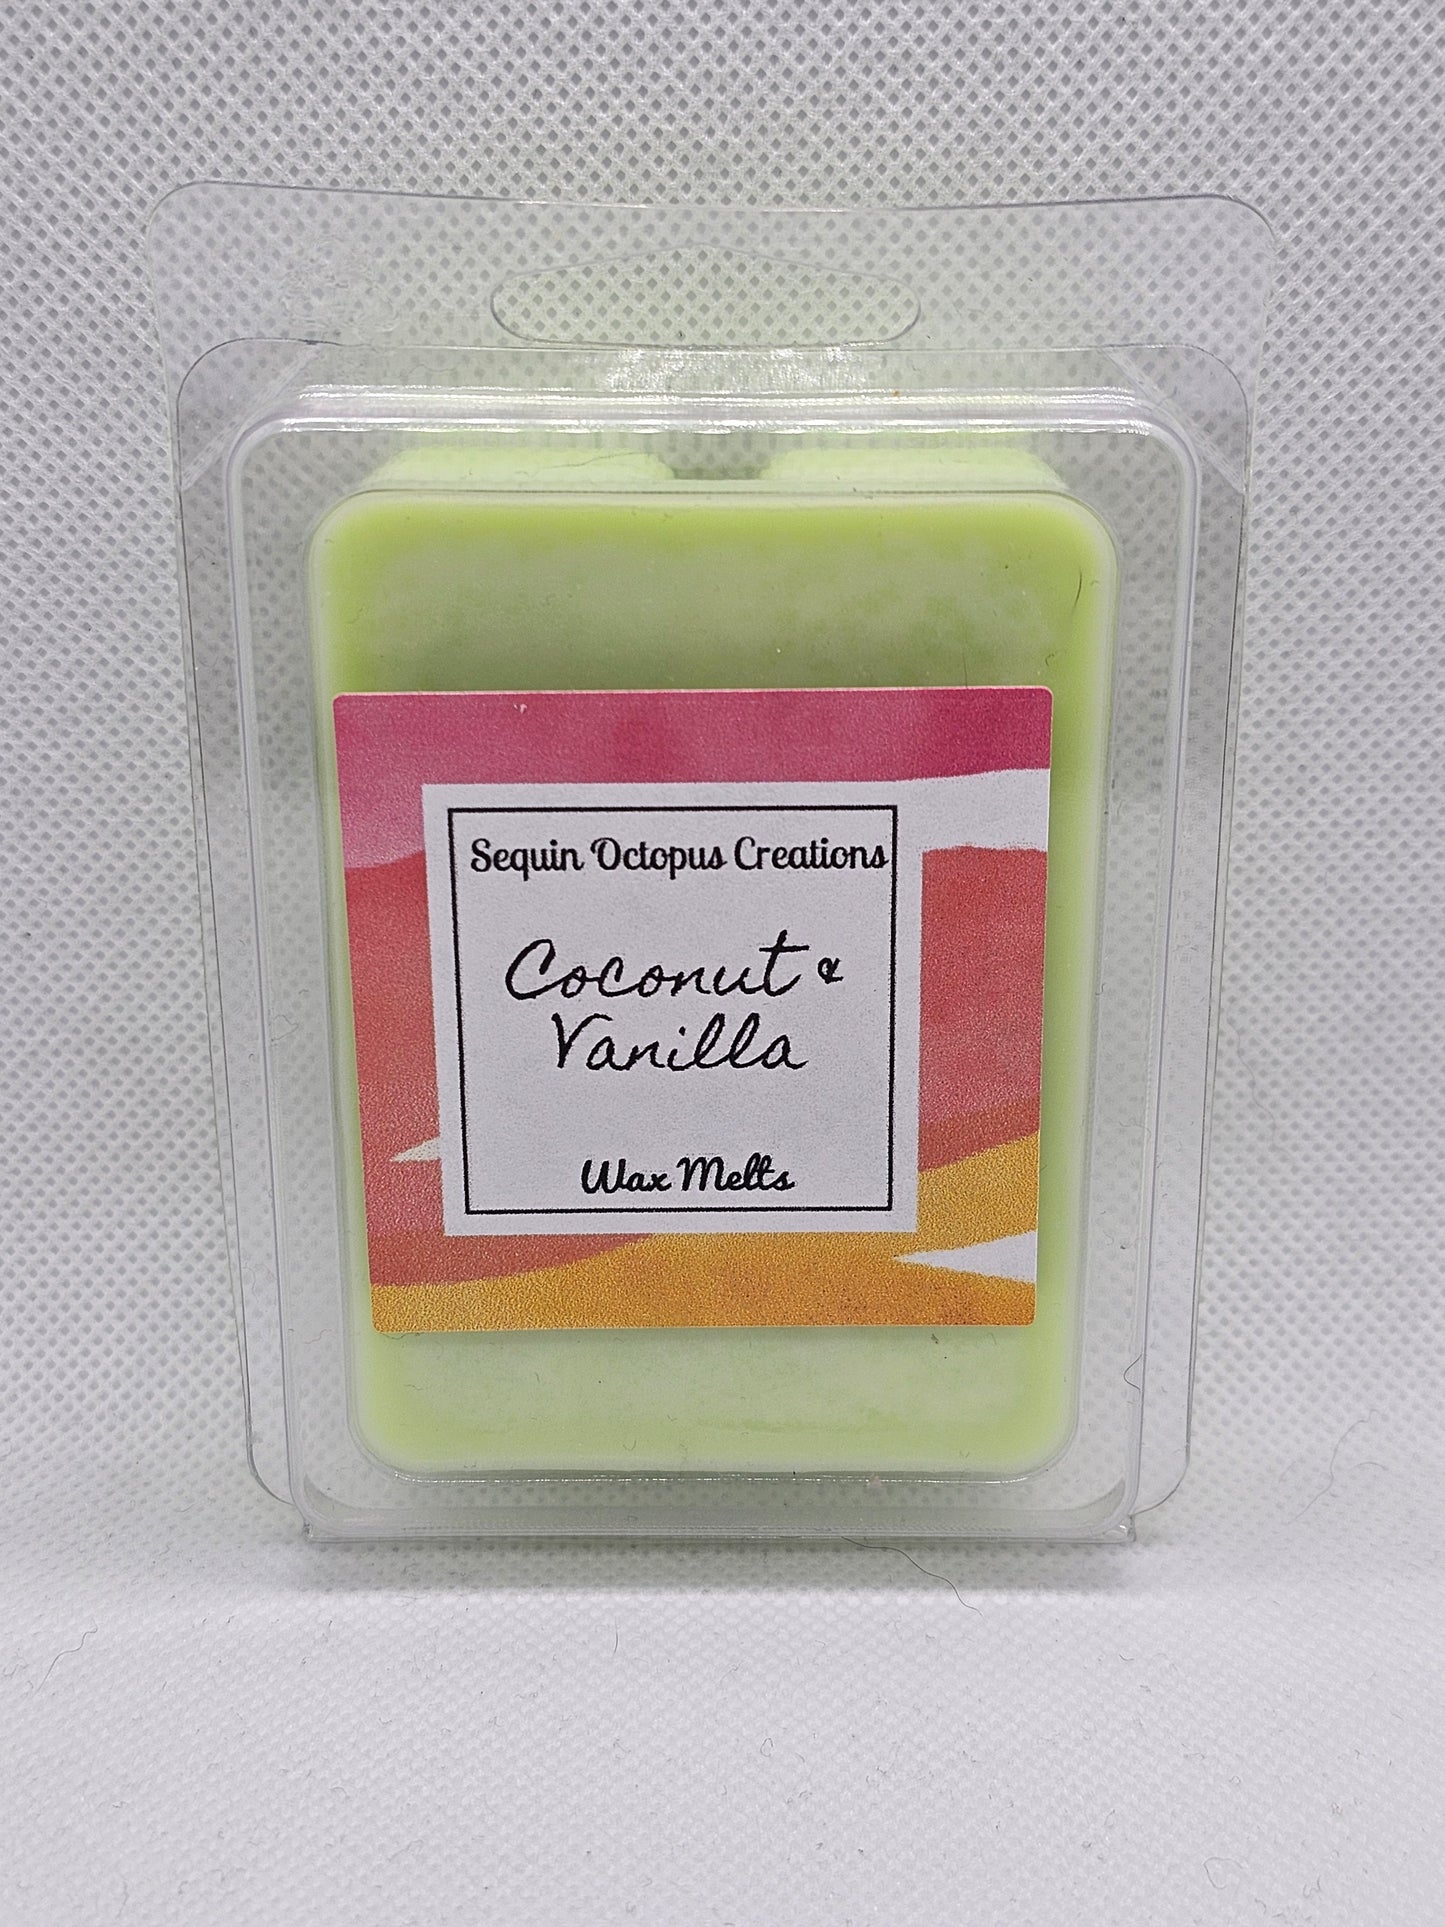 Sequin Octopus Creations
Coconut &
Vanilla
Wax Melts